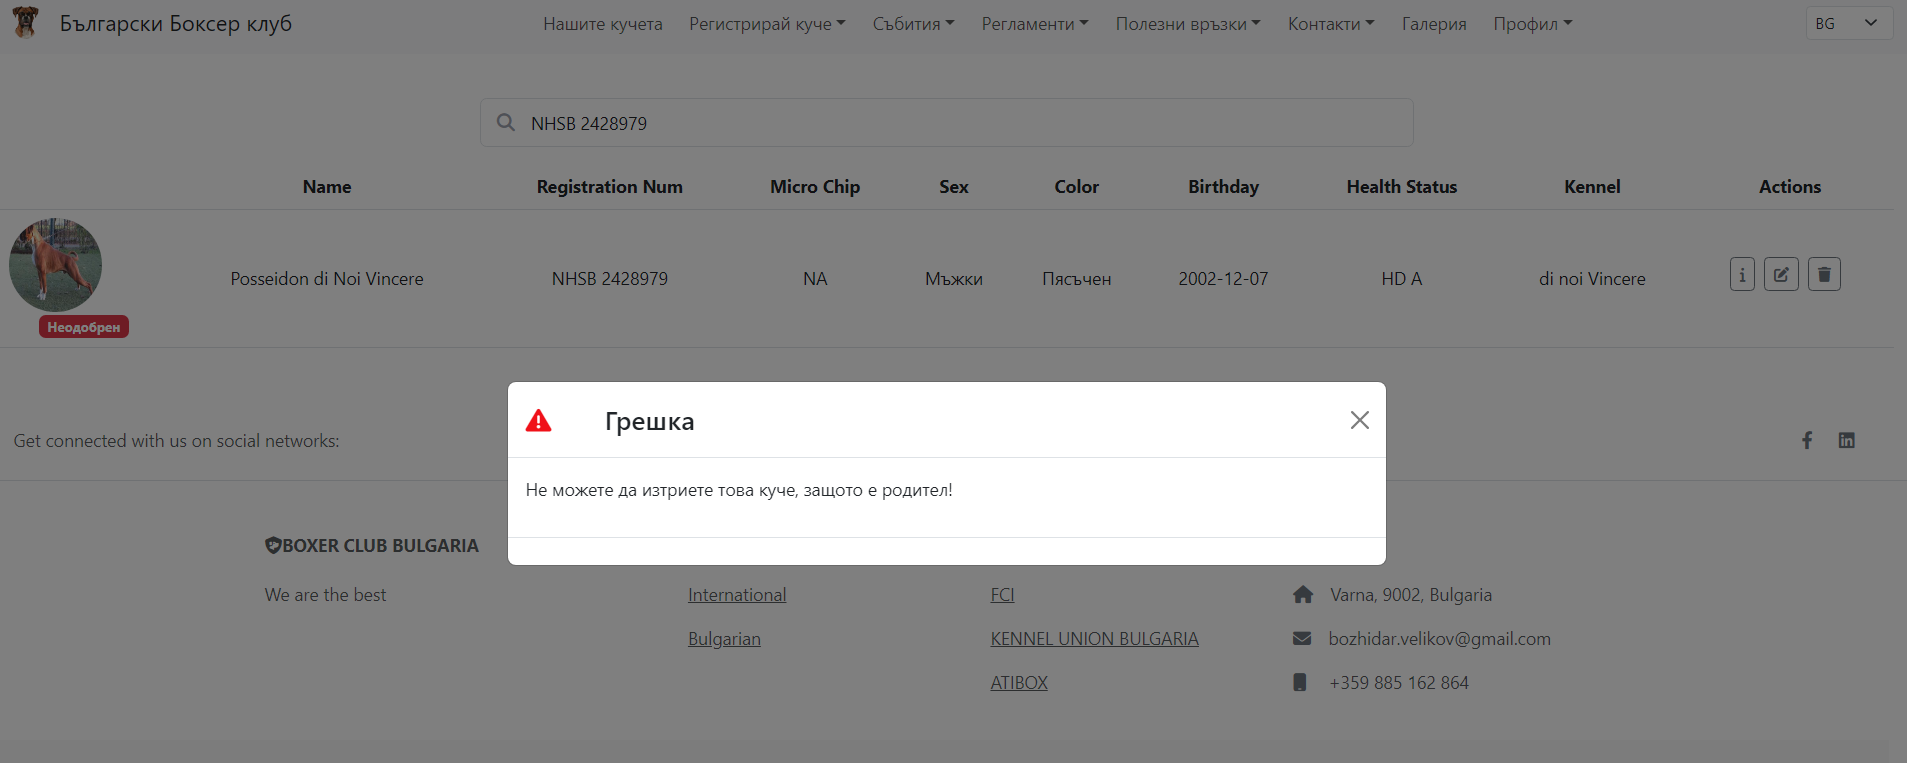 Български Боксер клуб
Нашите кучета Регистрирай куче Събития Регламенти Полезни връзки Контакти Галерия Профил BG
NHSB 2428979
Name Registration Num Micro Chip Sex Color Birthday Health Status Kennel Actions
Posseidon di Noi Vincere NHSB 2428979 NA Мъжки Пясъчен 2002-12-07 HD A di noi Vincere
Неодобрен
Грешка
Не можете да изтриете това куче, защото е родител!
Get connected with us on social networks:
BOXER CLUB BULGARIA
We are the best
International
Bulgarian
FCI
KENNEL UNION BULGARIA
ATIBOX
Varna, 9002, Bulgaria
bozhidar.velikov@gmail.com
+359 885 162 864